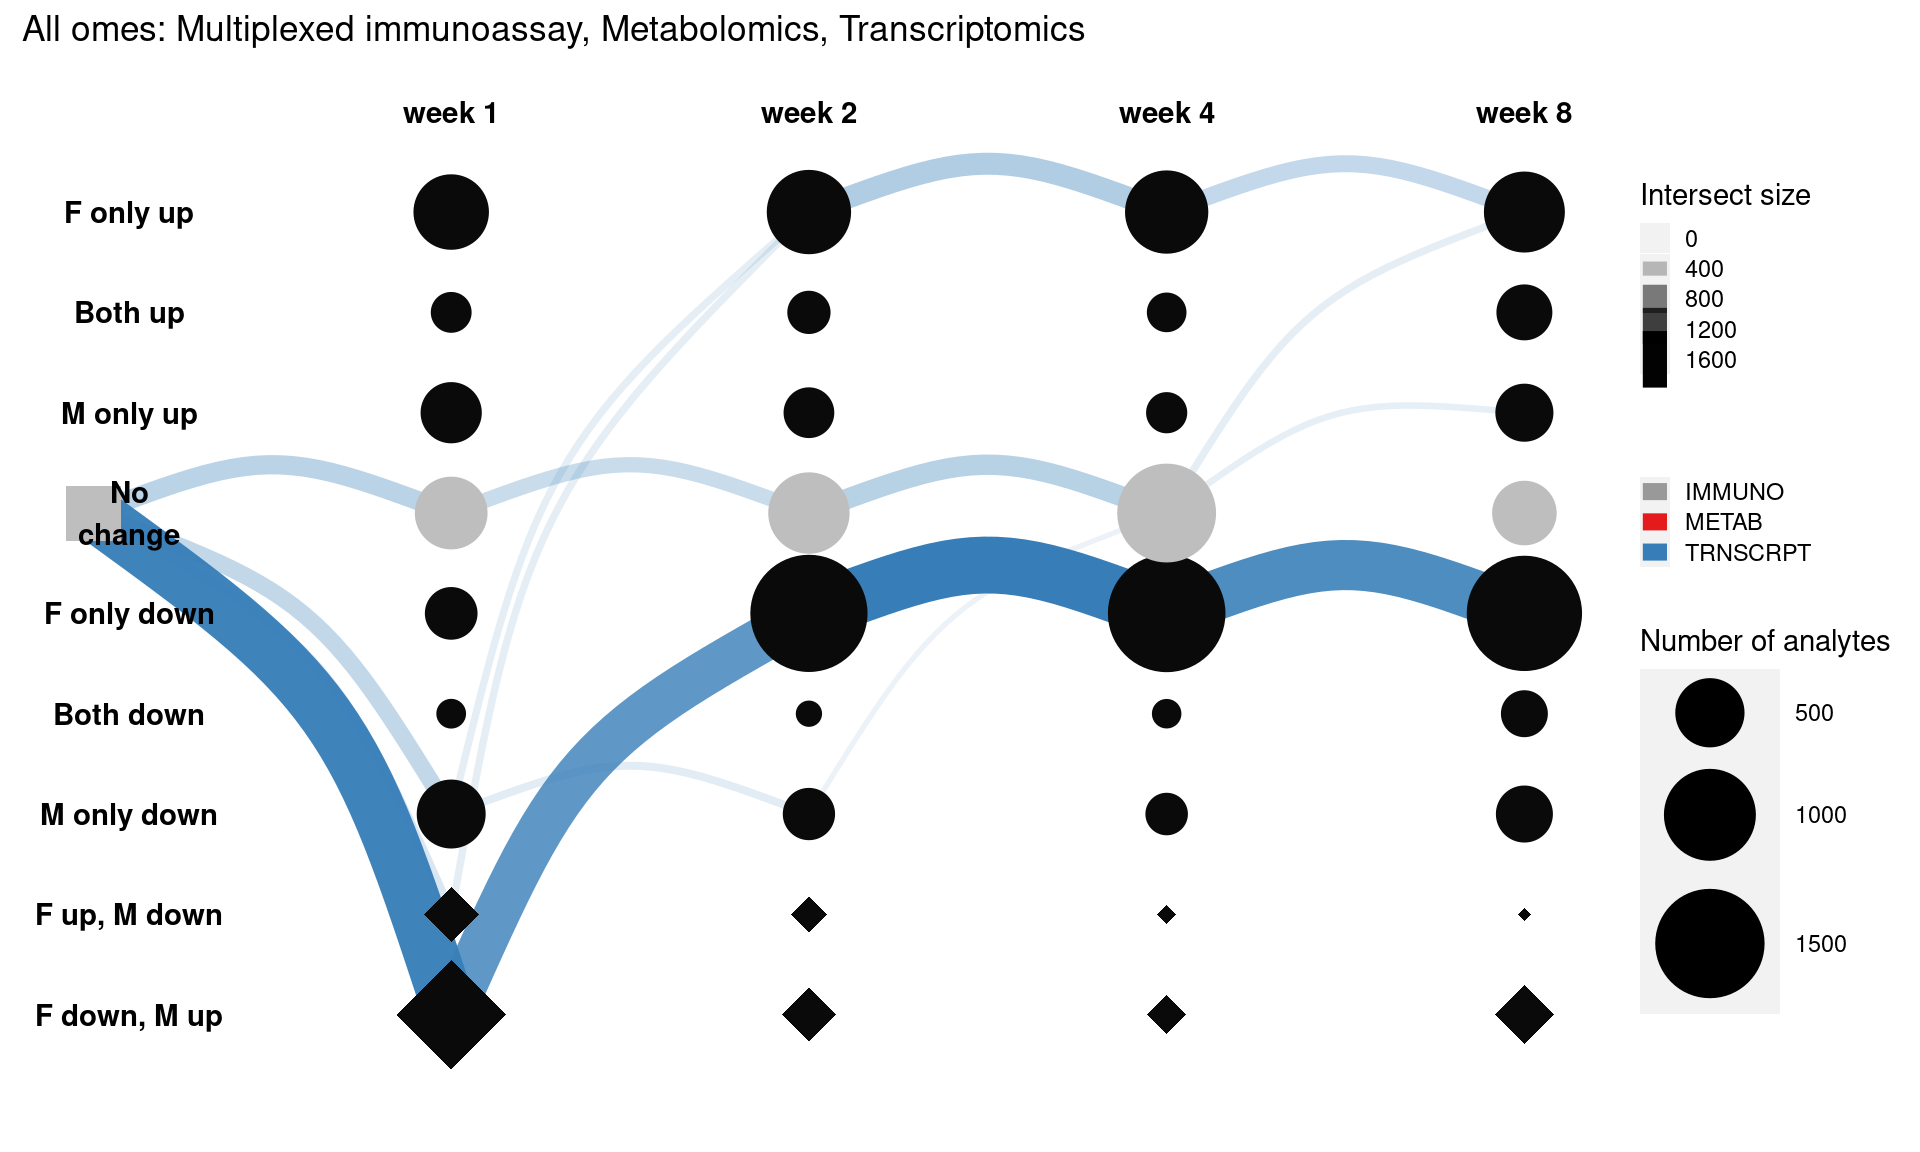 All omes: Multiplexed immunoassay, Metabolomics, Transcriptomics
week 1
week 2
week 4
week 8
F only up
Both up
M only up
No
change
F only down
Both down
M only down
F up, M down
F down, M up
Intersect size
0
400
800
1200
1600
IMMUNO
METAB
TRNSCRPT
Number of analytes
500
1000
1500